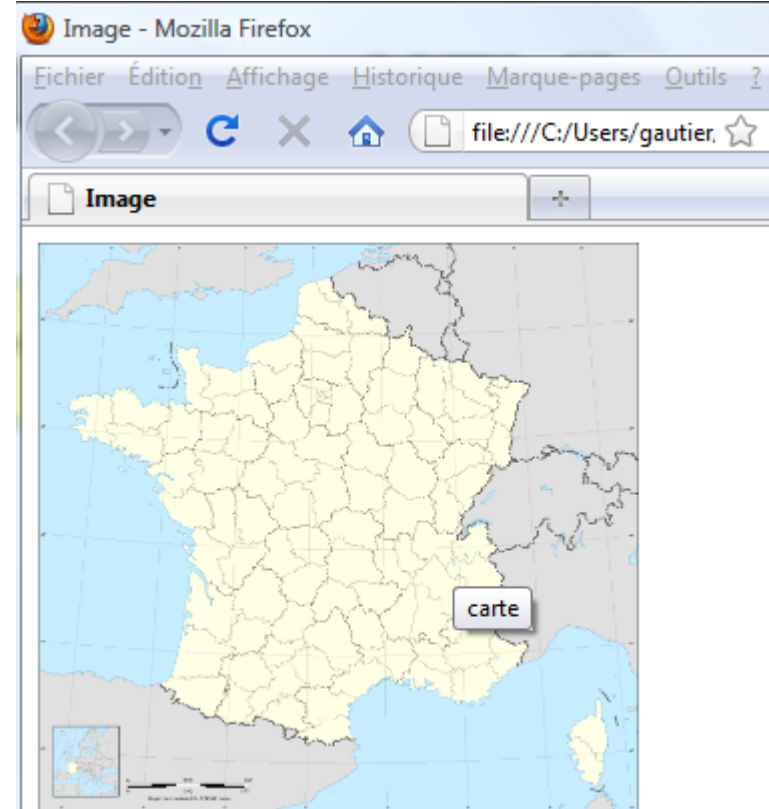 Image - Mozilla Firefox
Fichier Édition Affichage Historique Marque-pages Outils ?
file:///C:/Users/gautier,
Image
carte